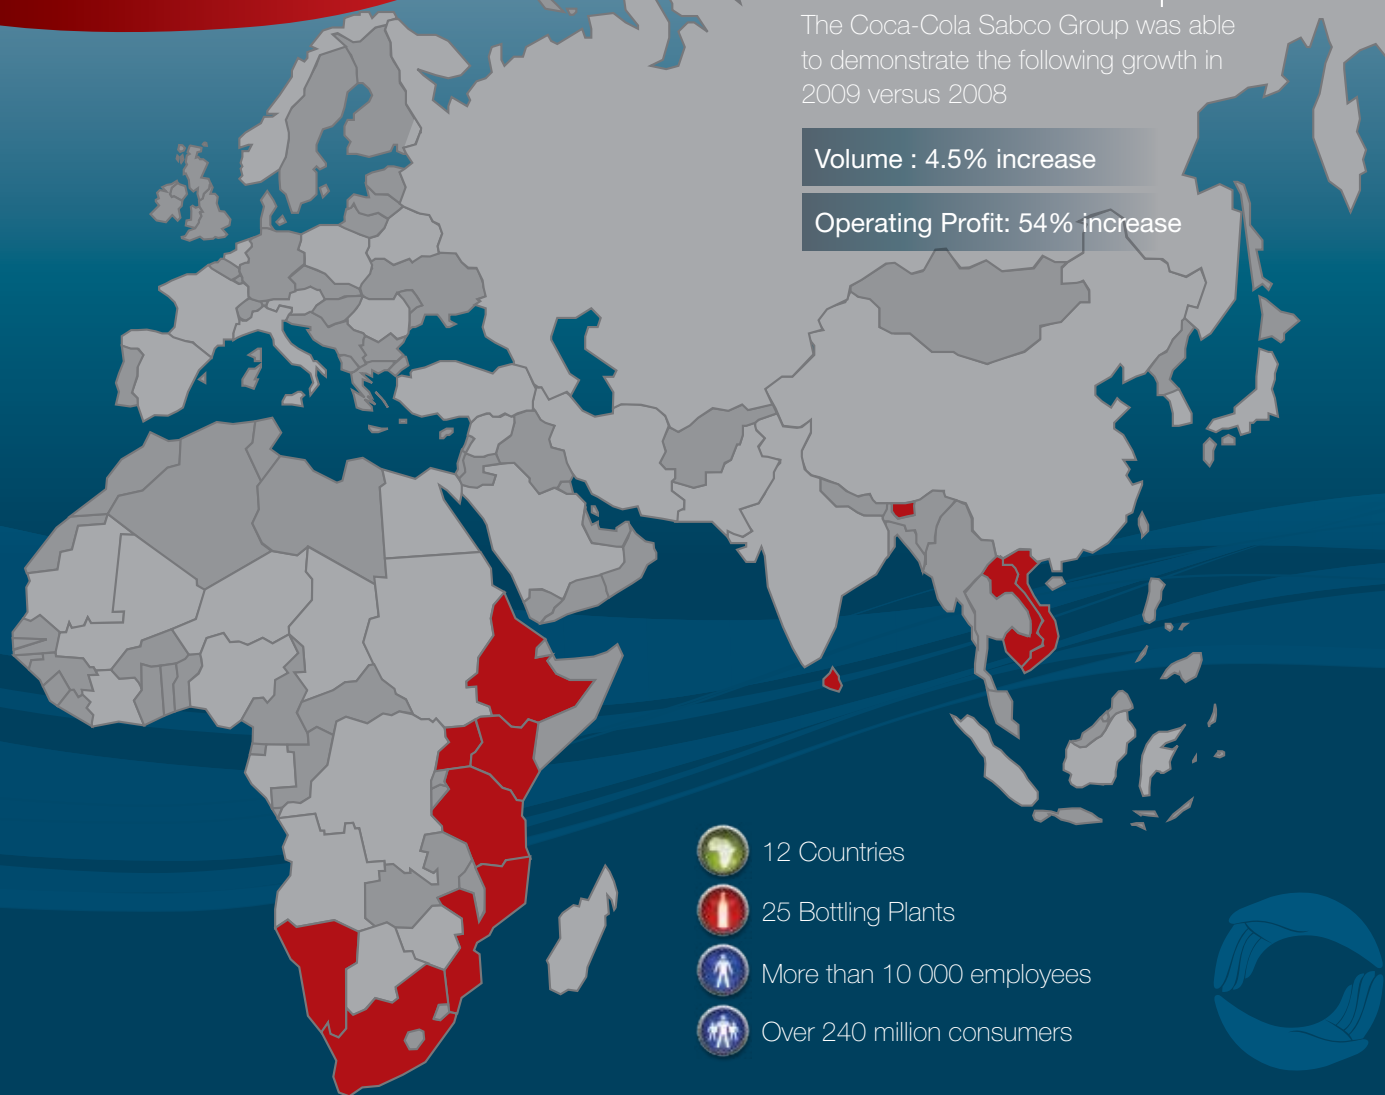 The Coca-Cola Sabco Group was able
to demonstrate the following growth in
2009 versus 2008
Volume : 4.5% increase
Operating Profit: 54% increase
12 Countries
25 Bottling Plants
More than 10 000 employees
Over 240 million consumers